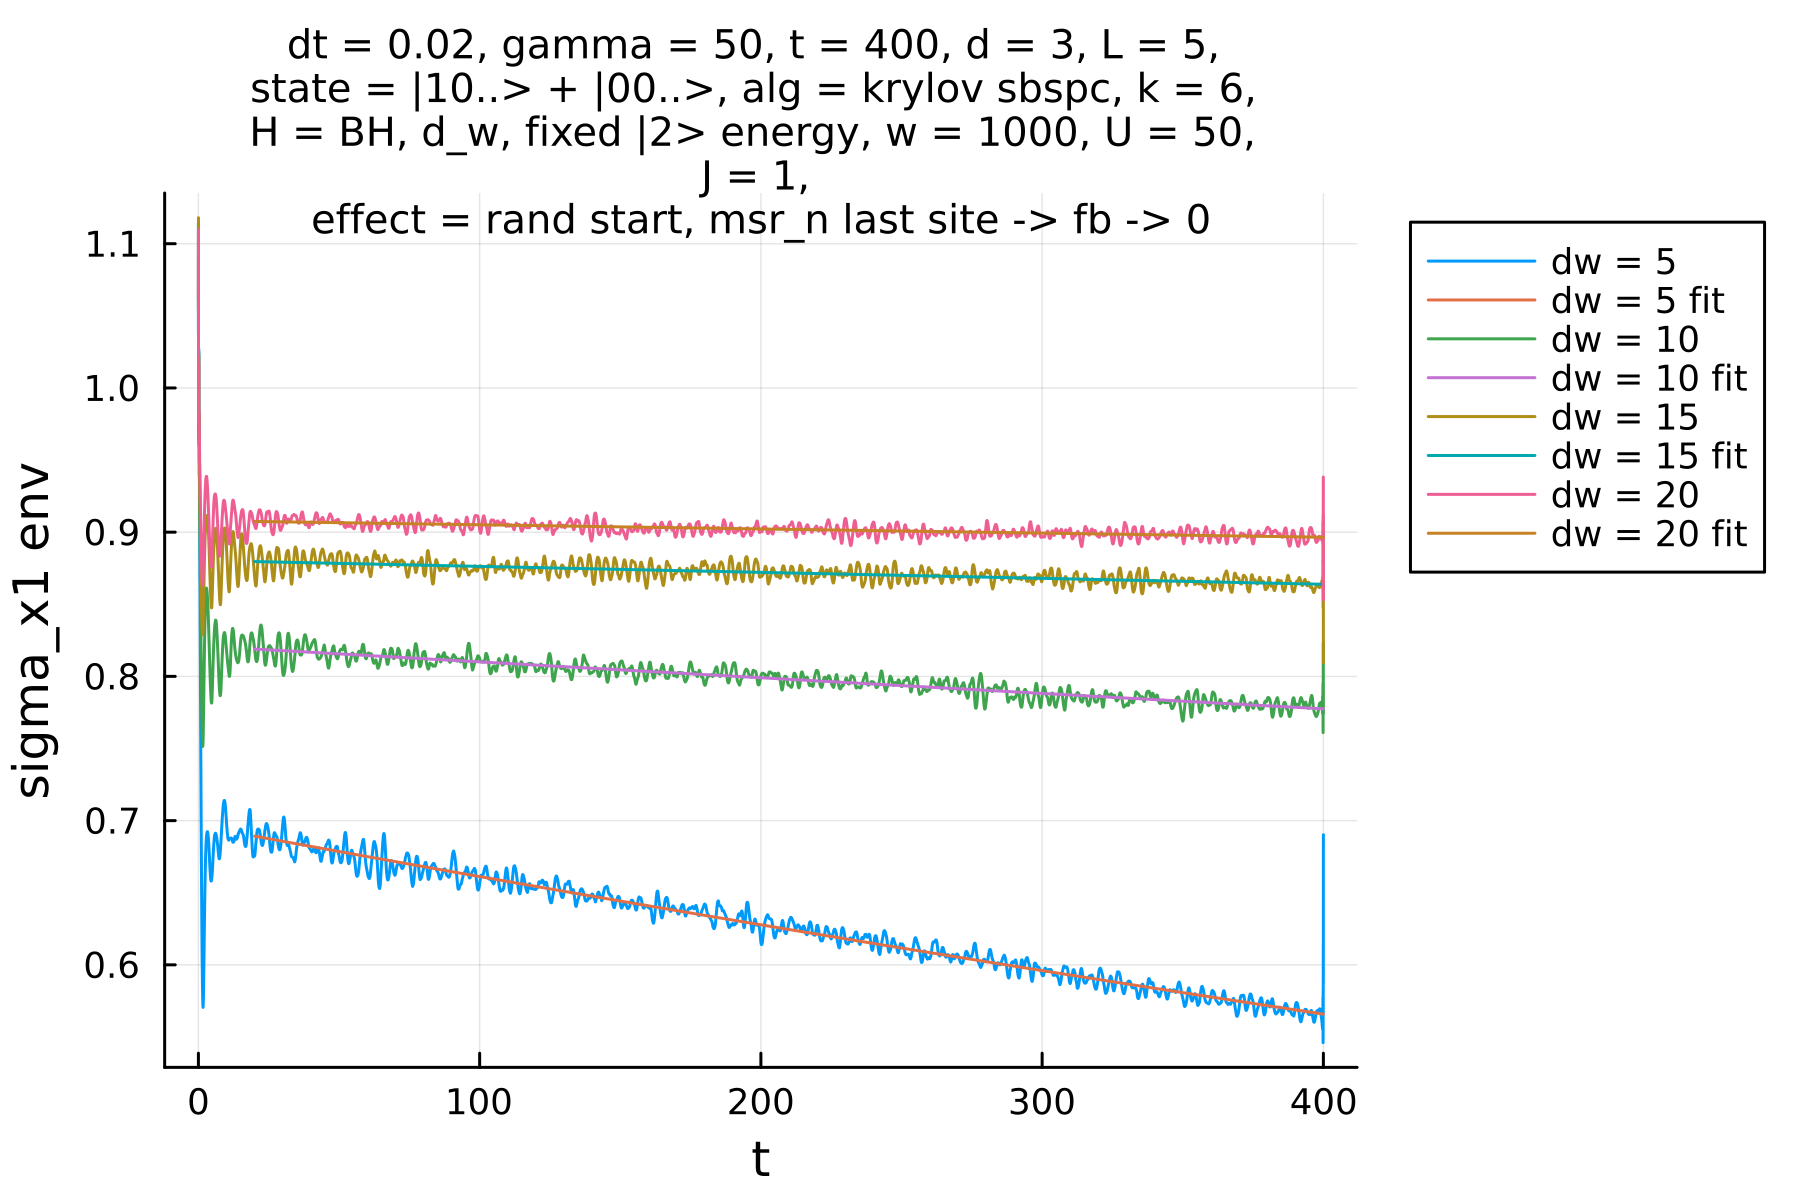 dt = 0.02, gamma = 50, t = 400, d = 3, L = 5,
state = |10..> + |00..>, alg = krylov sbspc, k = 6,
H = BH, d_w, fixed |2> energy, w = 1000, U = 50,
J = 1,
effect = rand start, msr_n last site -> fb -> 0
sigma_x1 env
1.1
1.0
0.9
0.8
0.7
0.6
0
100
200
300
400
t
dw = 5
dw = 5 fit
dw = 10
dw = 10 fit
dw = 15
dw = 15 fit
dw = 20
dw = 20 fit